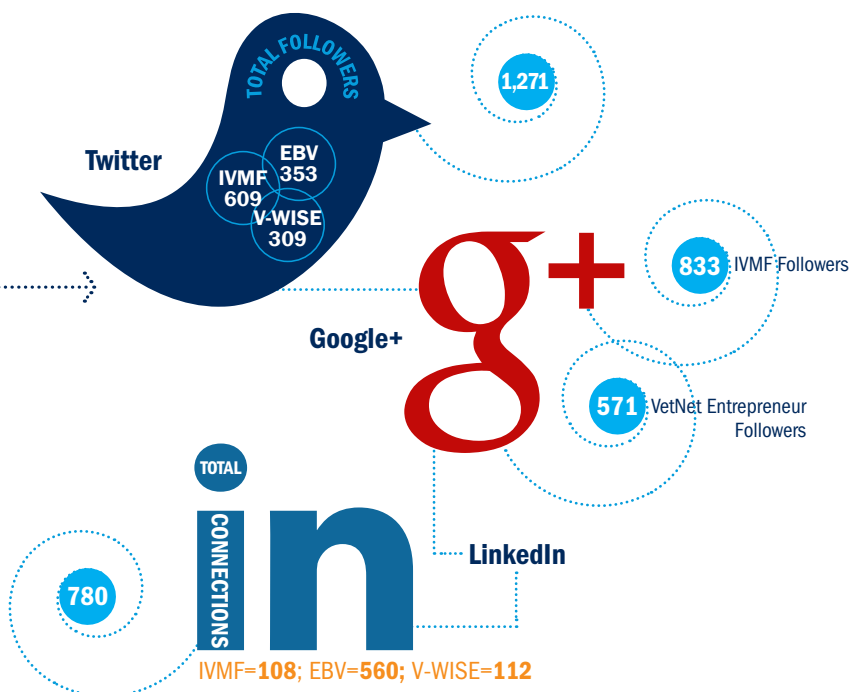 TOTAL FOLLOWERS
1,271
Twitter
EBV
353
IVMF
609
V-WISE
309
g+
833
IVMF Followers
Google+
571
VetNet Entrepreneur
Followers
TOTAL
in
CONNECTIONS
LinkedIn
780
IVMF=108; EBV=560; V-WISE=112